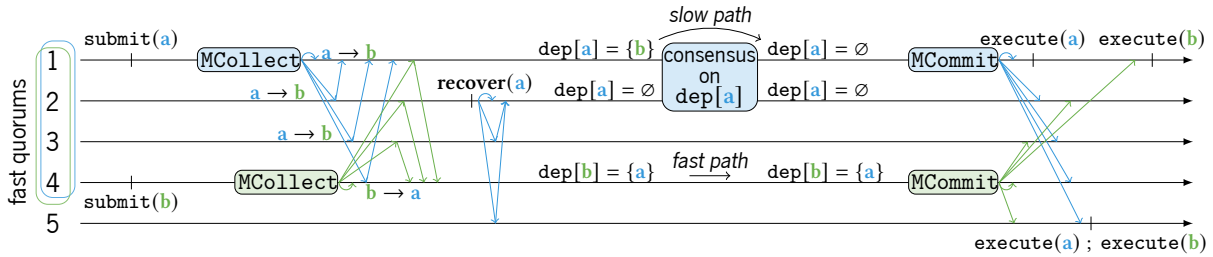 slow path
submit(a)
dep[a] = {b}
dep[a] = ∅
execute(a)
execute(b)
1
MCollect
a → b
consensus
on
dep[a]
MCommit
recover(a)
2
a → b
dep[a] = ∅
dep[a] = ∅
fast quorums
3
a → b
dep[b] = {a}
fast path
dep[b] = {a}
4
MCollect
b → a
MCommit
submit(b)
5
execute(a) ; execute(b)